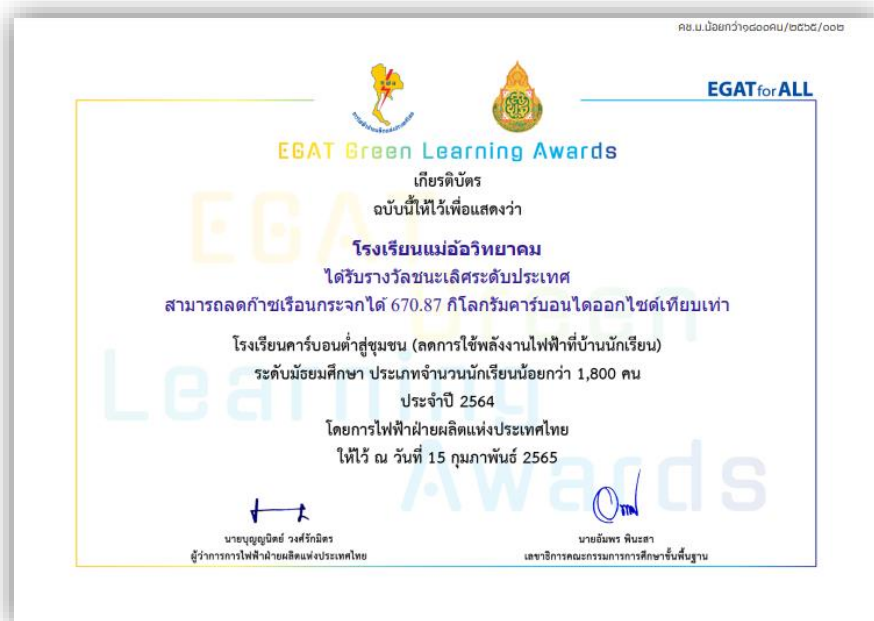 คช.ม.น้อยกว่า๑๘๐๐คน/๒๕๖๕/๐๐๒
EGAT for ALL
EGAT Green Learning Awards
เกียรติบัตร
ฉบับนี้ให้ไว้เพื่อแสดงว่า
โรงเรียนแม่อ้อวิทยาคม
ได้รับรางวัลชนะเลิศระดับประเทศ
สามารถลดก๊าซเรือนกระจกได้ 670.87 กิโลกรัมคาร์บอนไดออกไซด์เทียบเท่า
โรงเรียนคาร์บอนต่ำสู่ชุมชน (ลดการใช้พลังงานไฟฟ้าที่บ้านนักเรียน)
ระดับมัธยมศึกษา ประเภทจำนวนนักเรียนน้อยกว่า 1,800 คน
ประจำปี 2564
โดยการไฟฟ้าฝ่ายผลิตแห่งประเทศไทย
ให้ไว้ ณ วันที่ 15 กุมภาพันธ์ 2565
EGAT
Green
Learning
Awards
นายบุญญนิตย์ วงศ์รักมิตร
ผู้ว่าการการไฟฟ้าฝ่ายผลิตแห่งประเทศไทย
นายอัมพร พินะสา
เลขาธิการคณะกรรมการการศึกษาขั้นพื้นฐาน